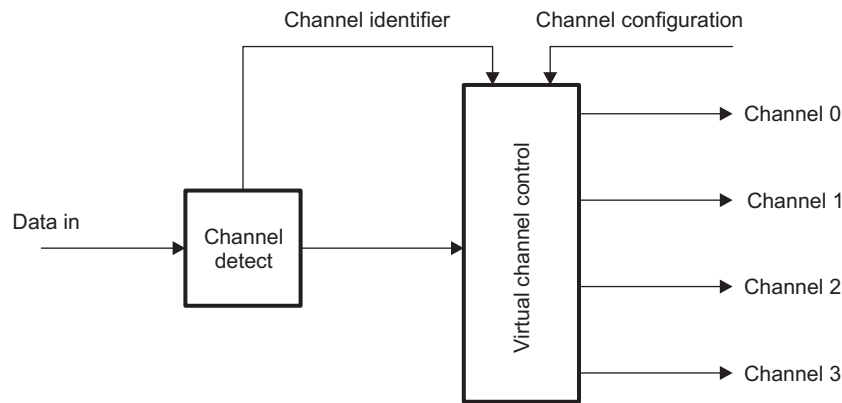 Channel identifier
Channel configuration
Channel 0
Data in
Channel
detect
Virtual channel control
Channel 1
Channel 2
Channel 3